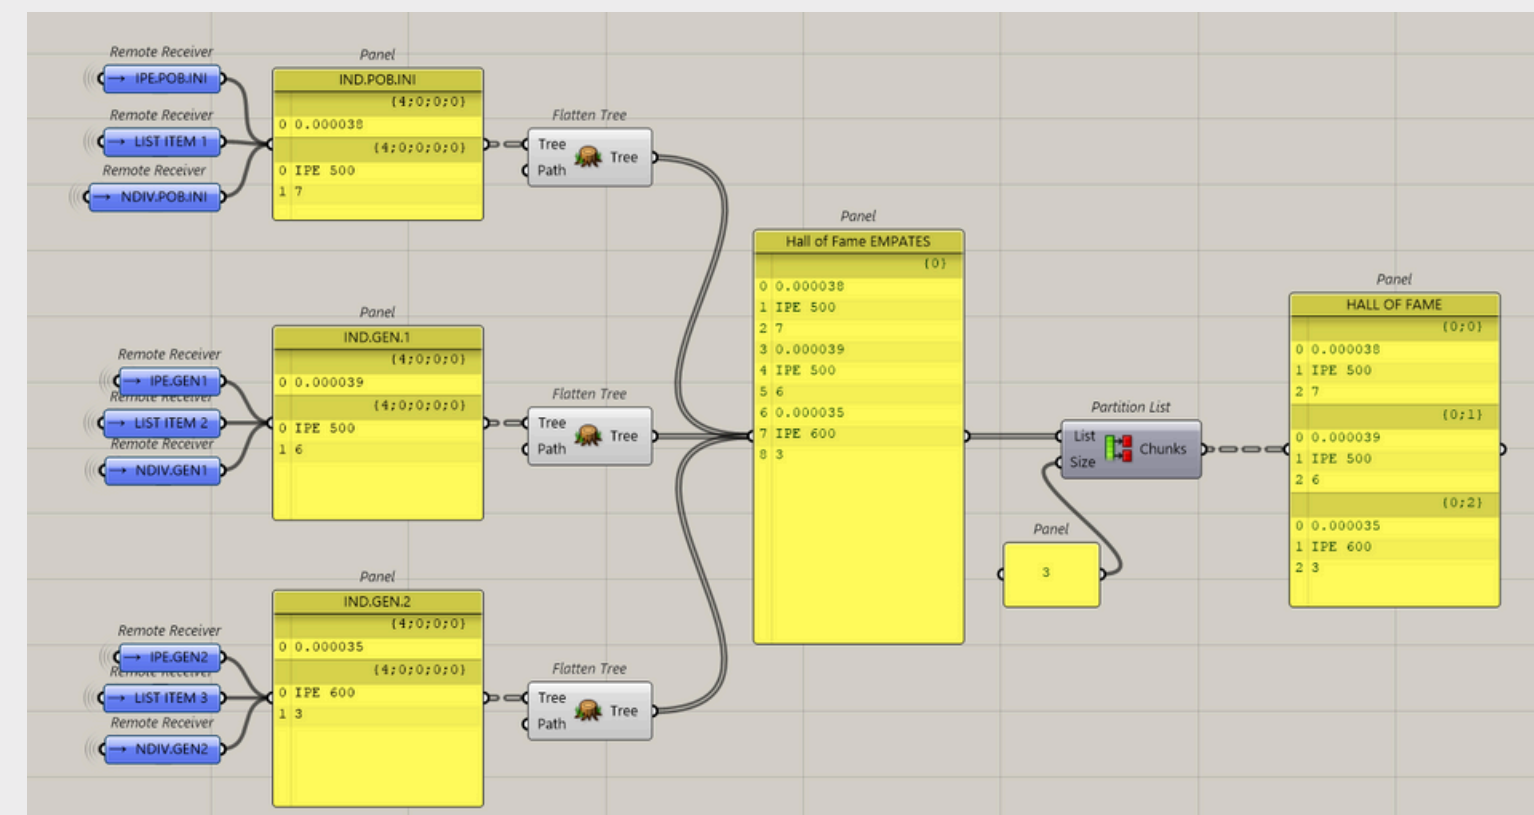 Remote Receiver
IPE.POB.INI
Remote Receiver
LIST ITEM 1
Remote Receiver
NDIV.POB.INI
Panel
IND.POB.INI
{4;0;0;0}
0 0.000038
{4;0;0;0;0}
0 IPE 500
1 7
Flatten Tree
Tree
Path
Tree
Remote Receiver
IPE.GEN1
Remote Receiver
LIST ITEM 2
Remote Receiver
NDIV.GEN1
Panel
IND.GEN.1
{4;0;0;0}
0 0.000039
{4;0;0;0;0}
0 IPE 500
1 6
Flatten Tree
Tree
Path
Tree
Remote Receiver
IPE.GEN2
Remote Receiver
LIST ITEM 3
Remote Receiver
NDIV.GEN2
Panel
IND.GEN.2
{4;0;0;0}
0 0.000035
{4;0;0;0;0}
0 IPE 600
1 3
Flatten Tree
Tree
Path
Tree
Panel
Hall of Fame EMPATES
{0}
0 0.000038
1 IPE 500
2 7
3 0.000039
4 IPE 500
5 6
6 0.000035
7 IPE 600
8 3
Partition List
List
Size
Chunks
Panel
3
Panel
HALL OF FAME
{0;0}
0 0.000038
1 IPE 500
2 7
{0;1}
0 0.000039
1 IPE 500
2 6
{0;2}
0 0.000035
1 IPE 600
2 3